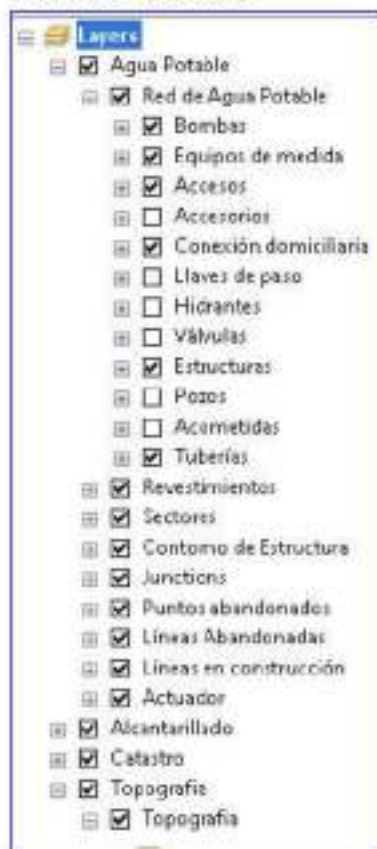 Layers
Agua Potable
Red de Agua Potable
Bombas
Equipos de medida
Accesos
Accesorios
Conexión domiciliaria
Llaves de paso
Hidrantes
Válvulas
Estructuras
Pozos
Acometidas
Tuberías
Revestimientos
Sectores
Contorno de Estructura
Junctions
Puntos abandonados
Líneas Abandonadas
Líneas en construcción
Actuador
Alcantarillado
Catastro
Topografia
Topografia